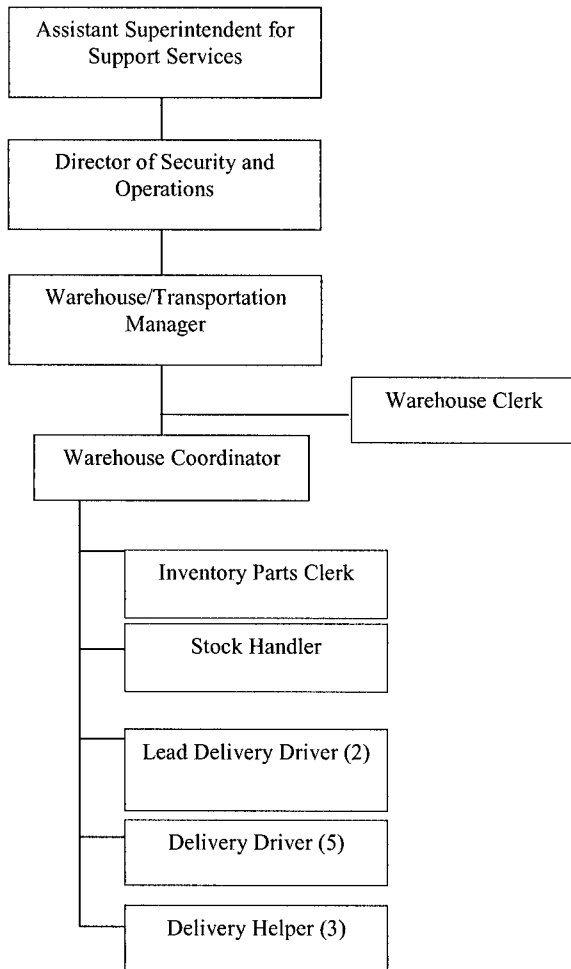 Assistant Superintendent for
Support Services
Director of Security and
Operations
Warehouse/Transportation
Manager
Warehouse Clerk
Warehouse Coordinator
Inventory Parts Clerk
Stock Handler
Lead Delivery Driver (2)
Delivery Driver (5)
Delivery Helper (3)